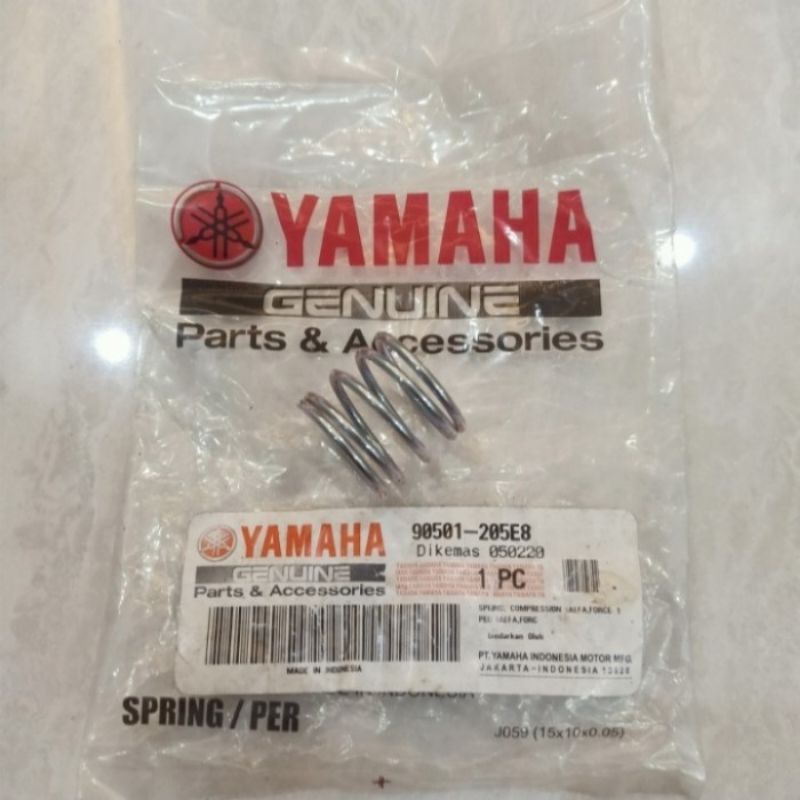 YAMAHA
GENUINE
Parts & Accessories
YAMAHA
GENUINE
Parts & Accessories
90501-205E8
Dikemas 050220
1 PC
SPRING, COMPRESSION
MADE IN INDONESIA
PT. YAMAHA INDONESIA MOTOR MFG.
JAKARTA-INDONESIA
INDONESIA
SPRING / PER
J059 (15x10x0.05)